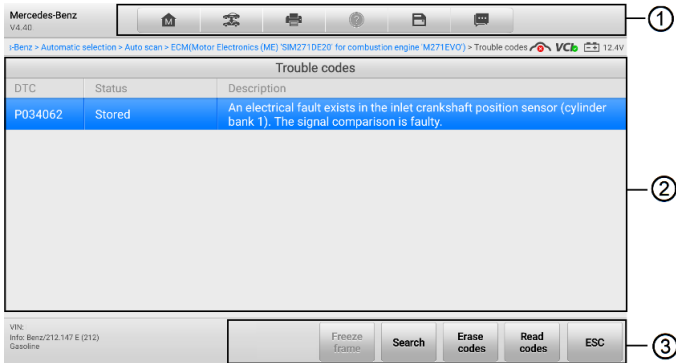 Mercedes-Benz
V4.40
M
?
1
s-Benz > Automatic selection > Auto scan > ECM(Motor Electronics (ME) 'SIM271DE20' for combustion engine 'M271EVO') > Trouble codes
VCIb
12.4V
Trouble codes
DTC Status Description
P034062 Stored An electrical fault exists in the inlet crankshaft position sensor (cylinder
bank 1). The signal comparison is faulty.
2
VIN:
Info: Benz/212.147 E (212)
Gasoline
Freeze
frame
Search
Erase
codes
Read
codes
ESC
3